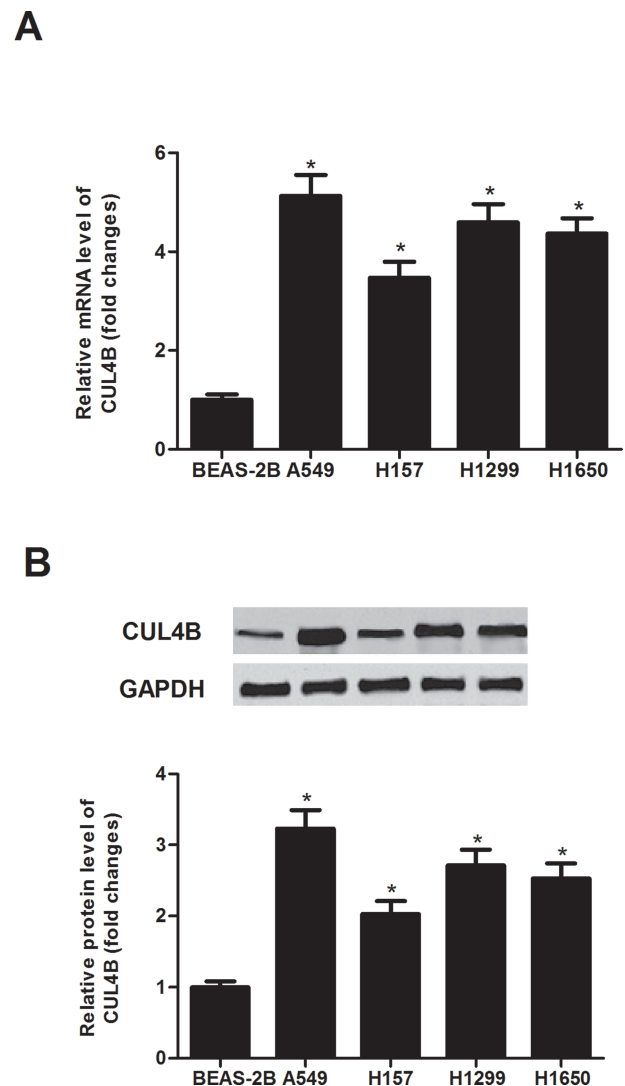 A
Relative mRNA level of
CUL4B (fold changes)
6
4
2
0
* * * *
BEAS-2B A549 H157 H1299 H1650
B
CUL4B
GAPDH
Relative protein level of
CUL4B (fold changes)
4
3
2
1
0
* * * *
BEAS-2B A549 H157 H1299 H1650